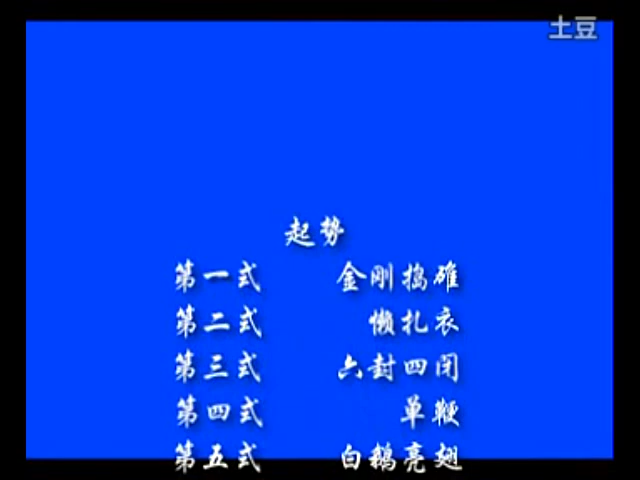 土豆
起势
第一式 金刚捣碓
第二式 懒扎衣
第三式 六封四闭
第四式 单鞭
第五式 白鹅亮翅